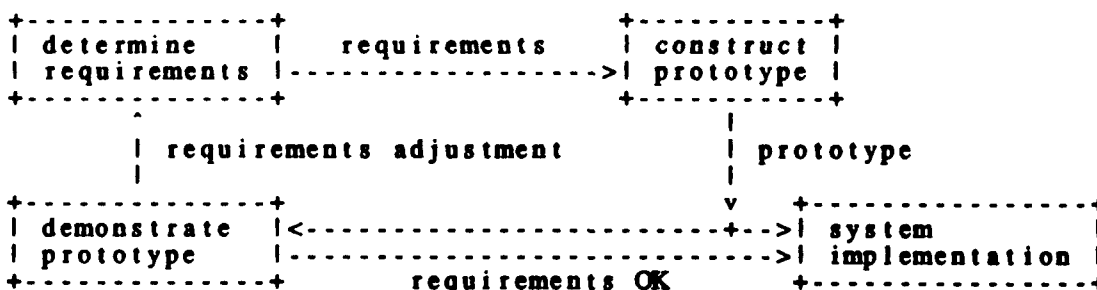 determine requirements construct
requirements prototype
requirements adjustment prototype
demonstrate system
prototype implementation
requirements OK